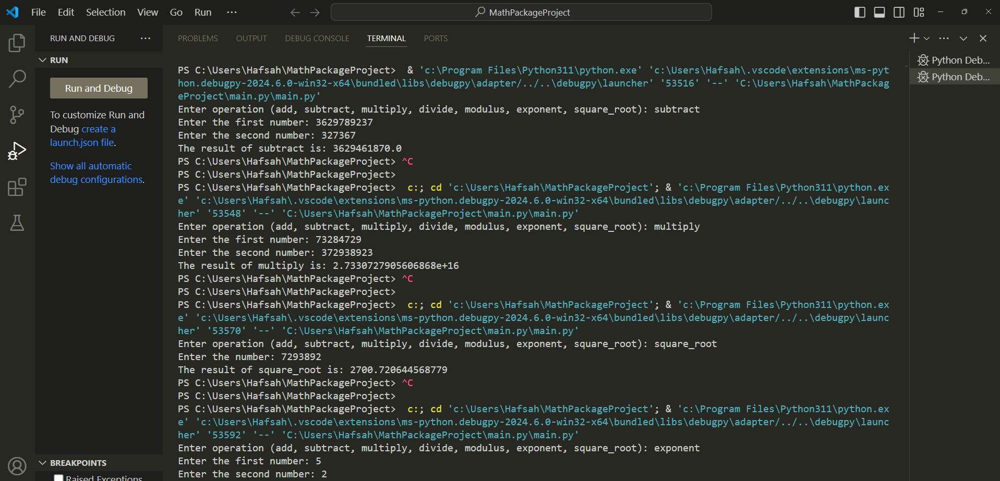 File Edit Selection View Go Run ···
MathPackageProject
RUN AND DEBUG ···
RUN
Run and Debug
To customize Run and
Debug create a
launch.json file.
Show all automatic
debug configurations.
BREAKPOINTS
Raised Exceptions
PROBLEMS OUTPUT DEBUG CONSOLE TERMINAL PORTS
PS C:\Users\Hafsah\MathPackageProject>  & 'c:\Program Files\Python311\python.exe' 'c:\Users\Hafsah\.vscode\extensions\ms-pyt
hon.debugpy-2024.6.0-win32-x64\bundled\libs\debugpy\adapter/../..\debugpy\launcher' '53516' '--' 'C:\Users\Hafsah\MathPackag
eProject\main.py\main.py'
Enter operation (add, subtract, multiply, divide, modulus, exponent, square_root): subtract
Enter the first number: 3629789237
Enter the second number: 327367
The result of subtract is: 3629461870.0
PS C:\Users\Hafsah\MathPackageProject> ^C
PS C:\Users\Hafsah\MathPackageProject>
PS C:\Users\Hafsah\MathPackageProject>  c:; cd 'c:\Users\Hafsah\MathPackageProject'; & 'c:\Program Files\Python311\python.ex
e' 'c:\Users\Hafsah\.vscode\extensions\ms-python.debugpy-2024.6.0-win32-x64\bundled\libs\debugpy\adapter/../..\debugpy\launc
her' '53548' '--' 'C:\Users\Hafsah\MathPackageProject\main.py\main.py'
Enter operation (add, subtract, multiply, divide, modulus, exponent, square_root): multiply
Enter the first number: 73284729
Enter the second number: 372938923
The result of multiply is: 2.7330727905606868e+16
PS C:\Users\Hafsah\MathPackageProject> ^C
PS C:\Users\Hafsah\MathPackageProject>
PS C:\Users\Hafsah\MathPackageProject>  c:; cd 'c:\Users\Hafsah\MathPackageProject'; & 'c:\Program Files\Python311\python.ex
e' 'c:\Users\Hafsah\.vscode\extensions\ms-python.debugpy-2024.6.0-win32-x64\bundled\libs\debugpy\adapter/../..\debugpy\launc
her' '53570' '--' 'C:\Users\Hafsah\MathPackageProject\main.py\main.py'
Enter operation (add, subtract, multiply, divide, modulus, exponent, square_root): square_root
Enter the number: 7293892
The result of square_root is: 2700.720644568779
PS C:\Users\Hafsah\MathPackageProject> ^C
PS C:\Users\Hafsah\MathPackageProject>
PS C:\Users\Hafsah\MathPackageProject>  c:; cd 'c:\Users\Hafsah\MathPackageProject'; & 'c:\Program Files\Python311\python.ex
e' 'c:\Users\Hafsah\.vscode\extensions\ms-python.debugpy-2024.6.0-win32-x64\bundled\libs\debugpy\adapter/../..\debugpy\launc
her' '53592' '--' 'C:\Users\Hafsah\MathPackageProject\main.py\main.py'
Enter operation (add, subtract, multiply, divide, modulus, exponent, square_root): exponent
Enter the first number: 5
Enter the second number: 2
Python Deb...
Python Deb...